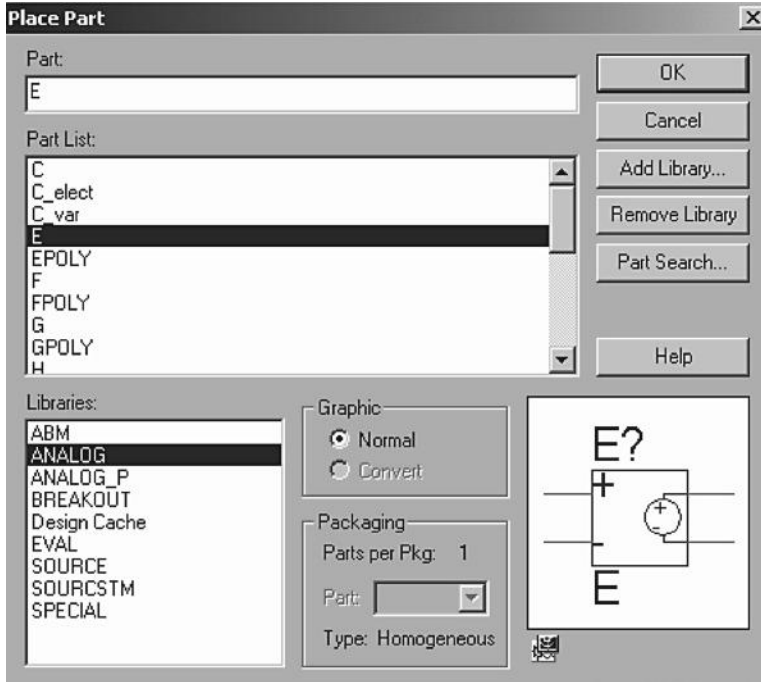 Place Part
Part:
E
OK
Cancel
Part List:
C
C_elect
C_var
E
EPOLY
F
FPOLY
G
GPOLY
H
Add Library...
Remove Library
Part Search...
Help
Libraries:
ABM
ANALOG
ANALOG_P
BREAKOUT
Design Cache
EVAL
SOURCE
SOURCSTM
SPECIAL
Graphic
Normal
Convert
Packaging
Parts per Pkg: 1
Part:
Type: Homogeneous
E?
+
+
-
-
E